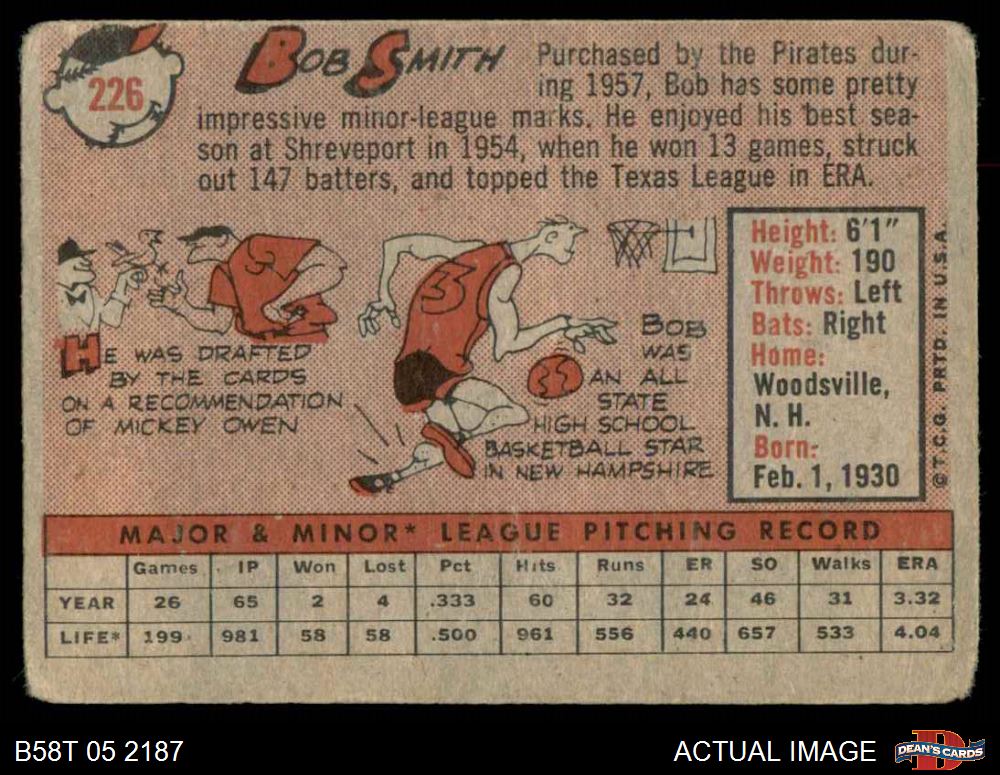 226
BOB SMITH
Purchased by the Pirates dur-
ing 1957, Bob has some pretty
impressive minor-league marks. He enjoyed his best sea-
son at Shreveport in 1954, when he won 13 games, struck
out 147 batters, and topped the Texas League in ERA.
HE WAS DRAFTED
BY THE CARDS
ON A RECOMMENDATION
OF MICKEY OWEN
BOB
WAS
AN ALL
STATE
HIGH SCHOOL
BASKETBALL STAR
IN NEW HAMPSHIRE
Height: 6'1"
Weight: 190
Throws: Left
Bats: Right
Home:
Woodsville,
N. H.
Born:
Feb. 1, 1930
© T.C.G. PRTD. IN U.S.A.
MAJOR & MINOR* LEAGUE PITCHING RECORD
Games IP Won Lost Pct Hits Runs ER SO Walks ERA
YEAR 26 65 2 4 .333 60 32 24 46 31 3.32
LIFE* 199 981 58 58 .500 961 556 440 657 533 4.04
B58T 05 2187
ACTUAL IMAGE
DEAN'S CARDS